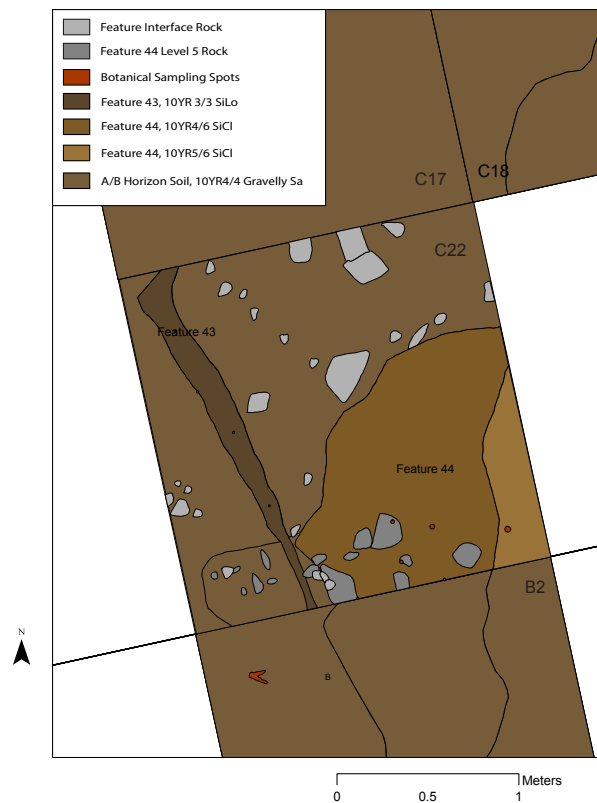 Feature Interface Rock
Feature 44 Level 5 Rock
Botanical Sampling Spots
Feature 43, 10YR 3/3 SiLo
Feature 44, 10YR4/6 SiCl
Feature 44, 10YR5/6 SiCl
A/B Horizon Soil, 10YR4/4 Gravelly Sa
C17
C18
C22
Feature 43
Feature 44
B2
N
B
Meters
0 0.5 1